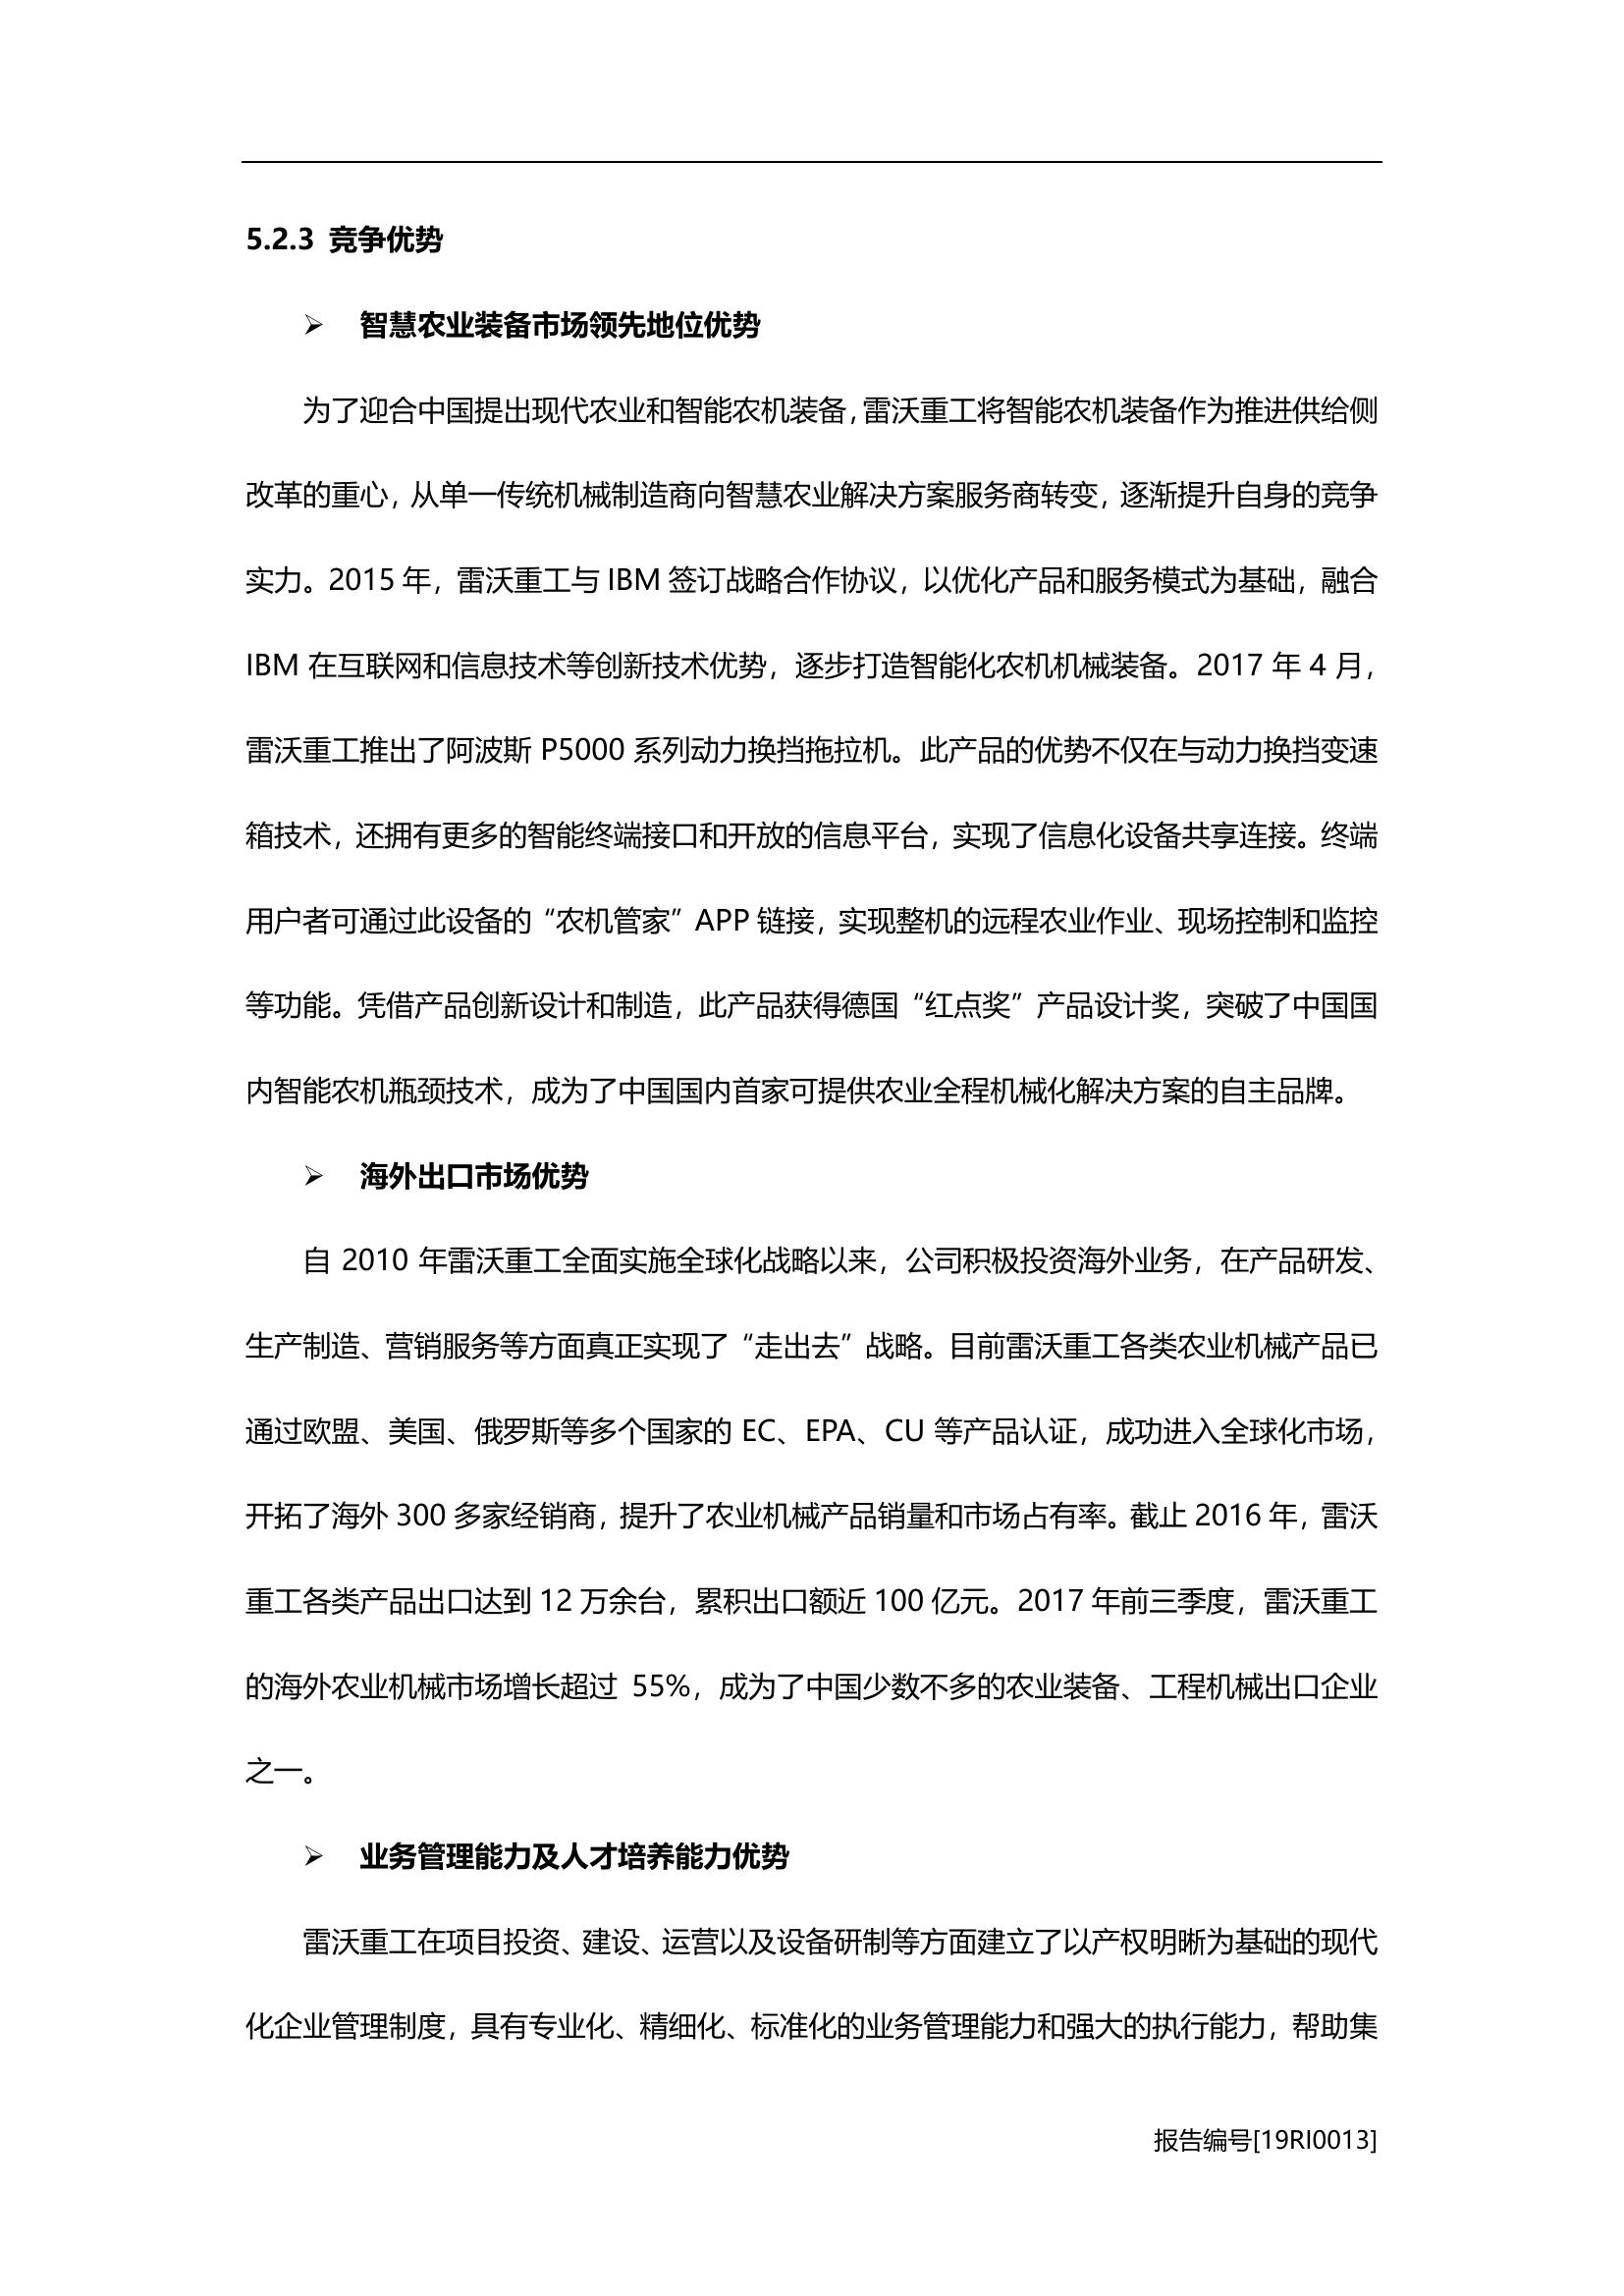 5.2.3 竞争优势
➢ 智慧农业装备市场领先地位优势
为了迎合中国提出现代农业和智能农机装备，雷沃重工将智能农机装备作为推进供给侧
改革的重心，从单一传统机械制造商向智慧农业解决方案服务商转变，逐渐提升自身的竞争
实力。2015 年，雷沃重工与 IBM 签订战略合作协议，以优化产品和服务模式为基础，融合
IBM 在互联网和信息技术等创新技术优势，逐步打造智能化农机机械装备。2017 年 4 月，
雷沃重工推出了阿波斯 P5000 系列动力换挡拖拉机。此产品的优势不仅在与动力换挡变速
箱技术，还拥有更多的智能终端接口和开放的信息平台，实现了信息化设备共享连接。终端
用户者可通过此设备的“农机管家”APP 链接，实现整机的远程农业作业、现场控制和监控
等功能。凭借产品创新设计和制造，此产品获得德国“红点奖”产品设计奖，突破了中国国
内智能农机瓶颈技术，成为了中国国内首家可提供农业全程机械化解决方案的自主品牌。
➢ 海外出口市场优势
自 2010 年雷沃重工全面实施全球化战略以来，公司积极投资海外业务，在产品研发、
生产制造、营销服务等方面真正实现了“走出去”战略。目前雷沃重工各类农业机械产品已
通过欧盟、美国、俄罗斯等多个国家的 EC、EPA、CU 等产品认证，成功进入全球化市场，
开拓了海外 300 多家经销商，提升了农业机械产品销量和市场占有率。截止 2016 年，雷沃
重工各类产品出口达到 12 万余台，累积出口额近 100 亿元。2017 年前三季度，雷沃重工
的海外农业机械市场增长超过 55%，成为了中国少数不多的农业装备、工程机械出口企业
之一。
➢ 业务管理能力及人才培养能力优势
雷沃重工在项目投资、建设、运营以及设备研制等方面建立了以产权明晰为基础的现代
化企业管理制度，具有专业化、精细化、标准化的业务管理能力和强大的执行能力，帮助集
报告编号[19RI0013]